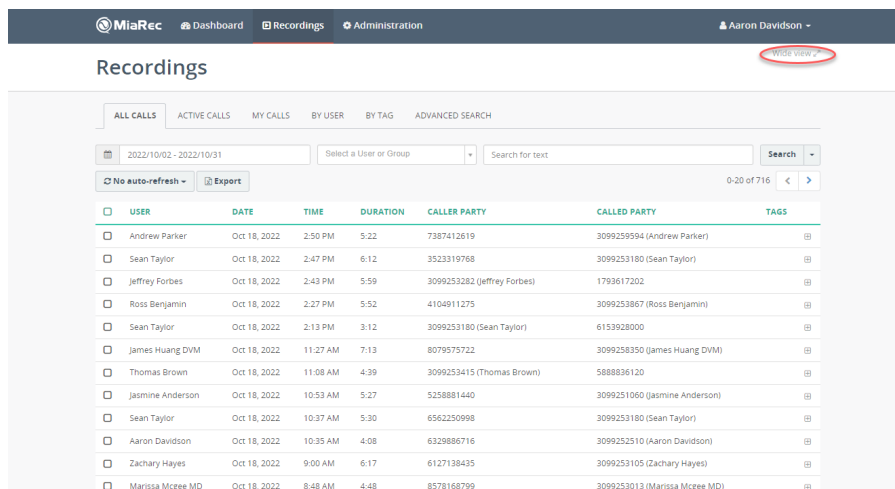 MiaRec Dashboard Recordings Administration Aaron Davidson
Wide view
Recordings
ALL CALLS ACTIVE CALLS MY CALLS BY USER BY TAG ADVANCED SEARCH
2022/10/02 - 2022/10/31 Select a User or Group Search for text Search
No auto-refresh Export 0-20 of 716
USER DATE TIME DURATION CALLER PARTY CALLED PARTY TAGS
Andrew Parker Oct 18, 2022 2:50 PM 5:22 7387412619 3099259594 (Andrew Parker)
Sean Taylor Oct 18, 2022 2:47 PM 6:12 3523319768 3099253180 (Sean Taylor)
Jeffrey Forbes Oct 18, 2022 2:43 PM 5:59 3099253282 (Jeffrey Forbes) 1793617202
Ross Benjamin Oct 18, 2022 2:27 PM 5:52 4104911275 3099253867 (Ross Benjamin)
Sean Taylor Oct 18, 2022 2:13 PM 3:12 3099253180 (Sean Taylor) 6153928000
James Huang DVM Oct 18, 2022 11:27 AM 7:13 8079575722 3099258350 (James Huang DVM)
Thomas Brown Oct 18, 2022 11:08 AM 4:39 3099253415 (Thomas Brown) 5888836120
Jasmine Anderson Oct 18, 2022 10:53 AM 5:27 5258881440 3099251060 (Jasmine Anderson)
Sean Taylor Oct 18, 2022 10:37 AM 5:30 6562250998 3099253180 (Sean Taylor)
Aaron Davidson Oct 18, 2022 10:35 AM 4:08 6329886716 3099252510 (Aaron Davidson)
Zachary Hayes Oct 18, 2022 9:00 AM 6:17 6127138435 3099253105 (Zachary Hayes)
Marissa Mcgee MD Oct 18, 2022 8:48 AM 4:48 8578168799 3099253013 (Marissa Mcgee MD)